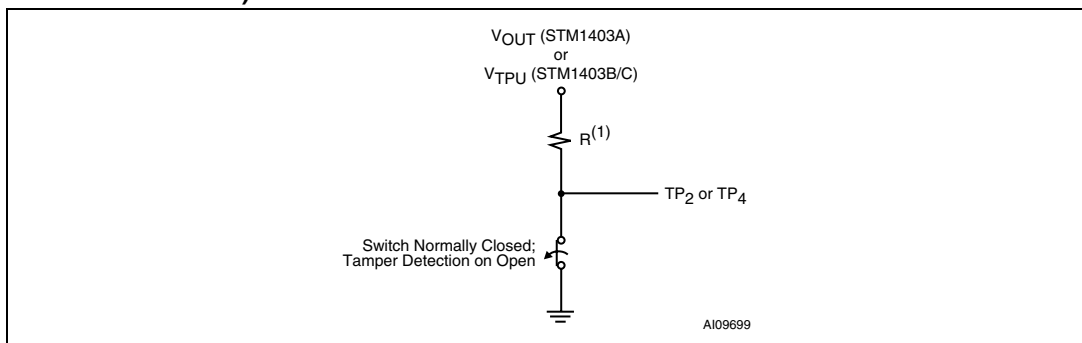 VOUT (STM1403A)
or
VTPU (STM1403B/C)
R(1)
TP2 or TP4
Switch Normally Closed;
Tamper Detection on Open
AI09699